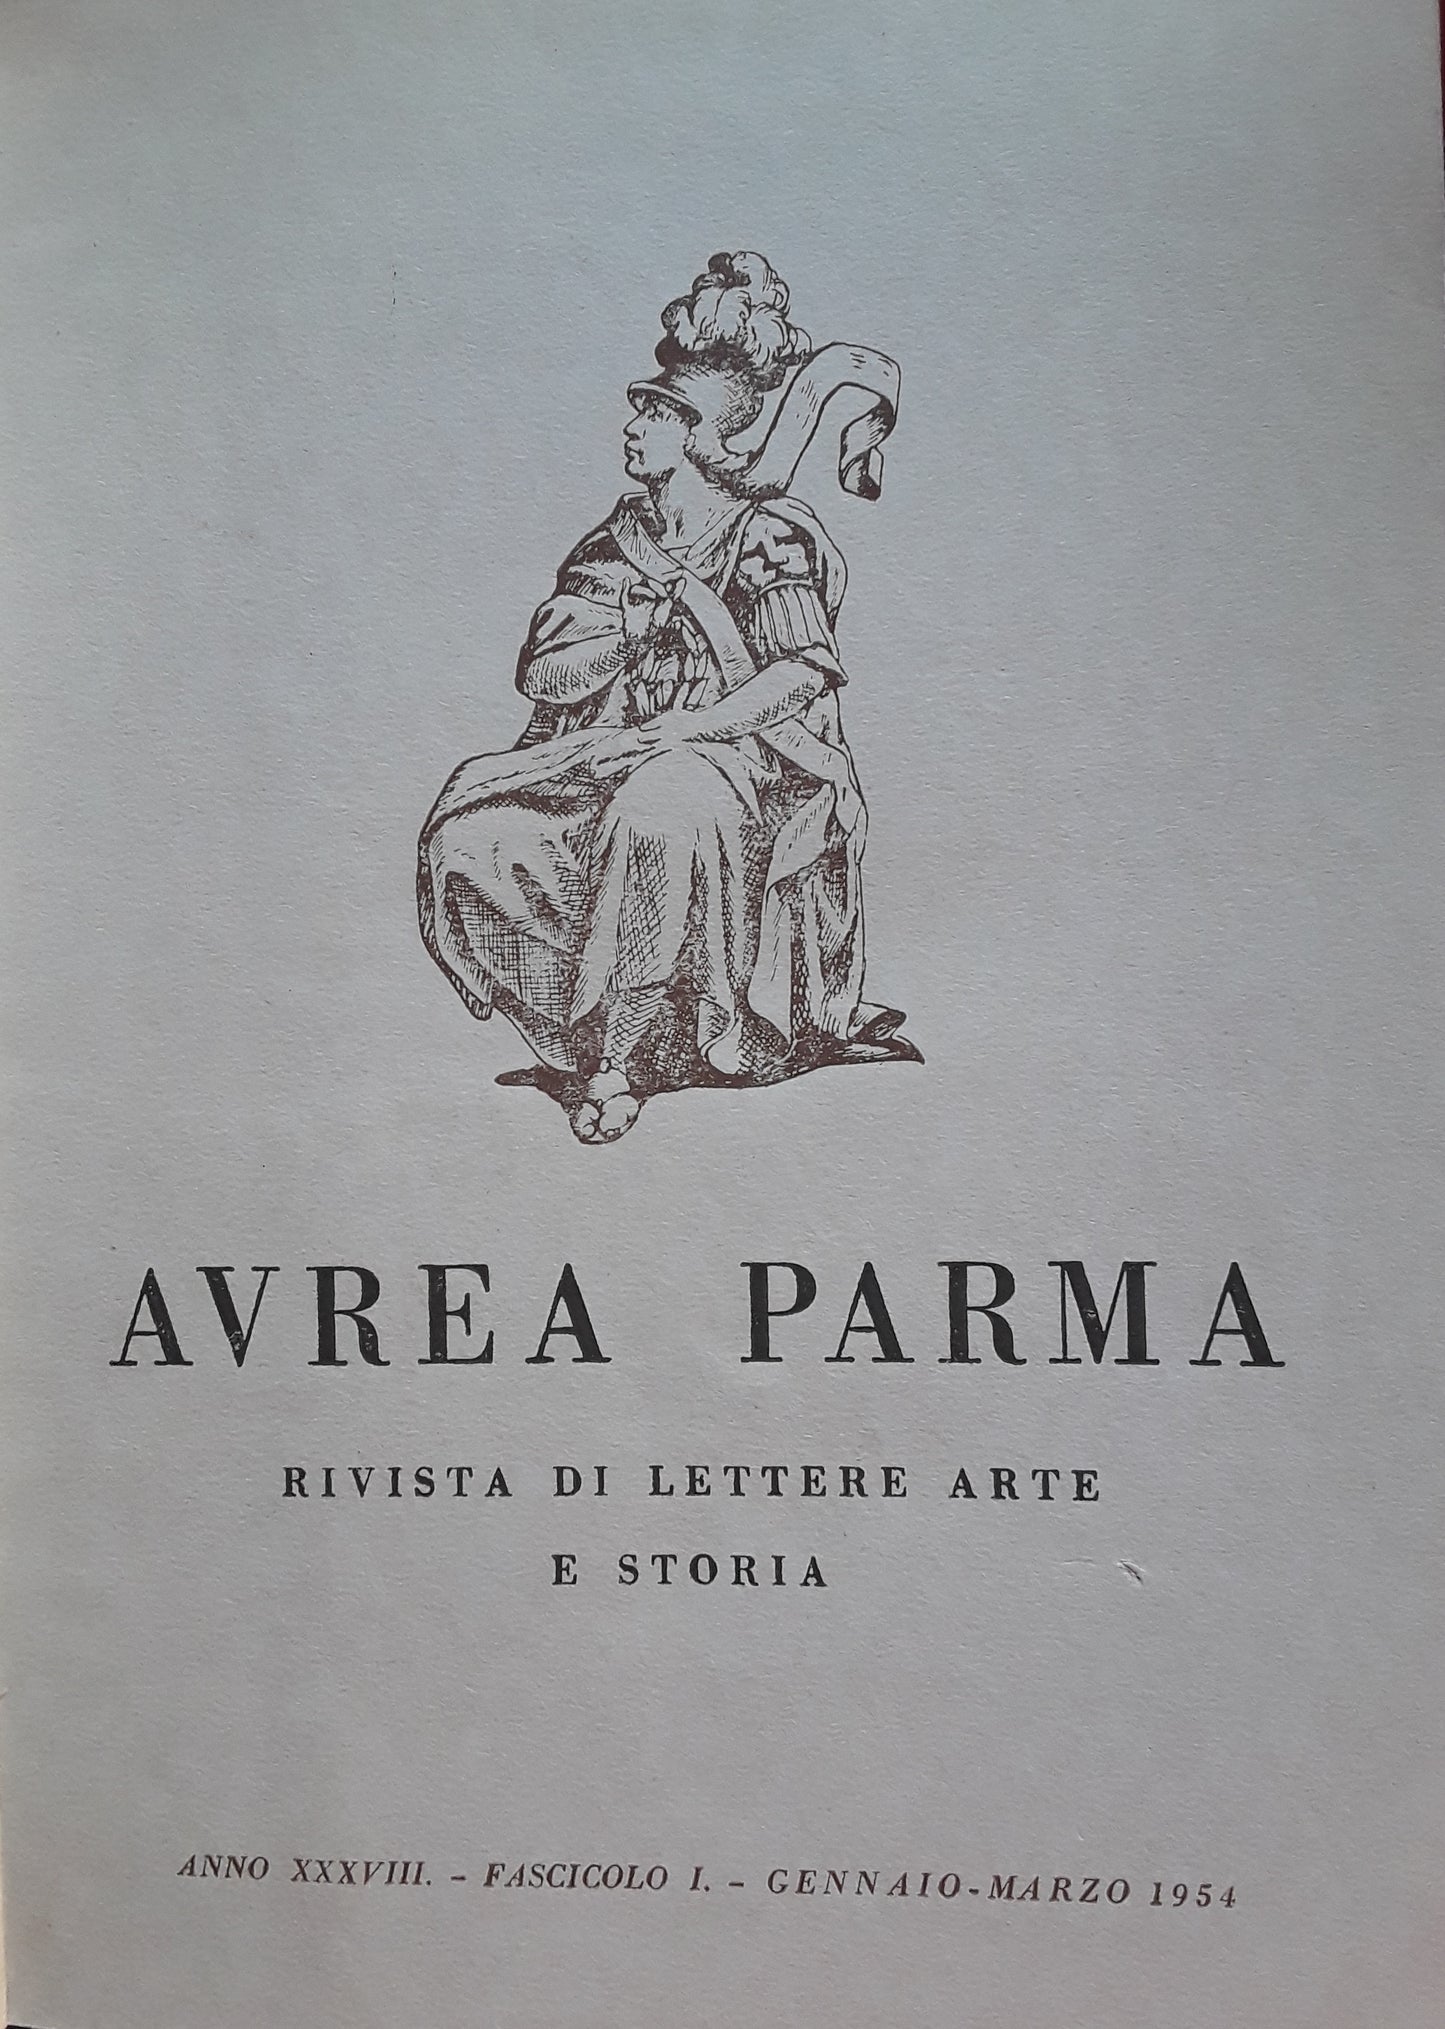 AVREA PARMA
RIVISTA DI LETTERE ARTE
E STORIA
ANNO XXXVIII. - FASCICOLO I. - GENNAIO-MARZO 1954